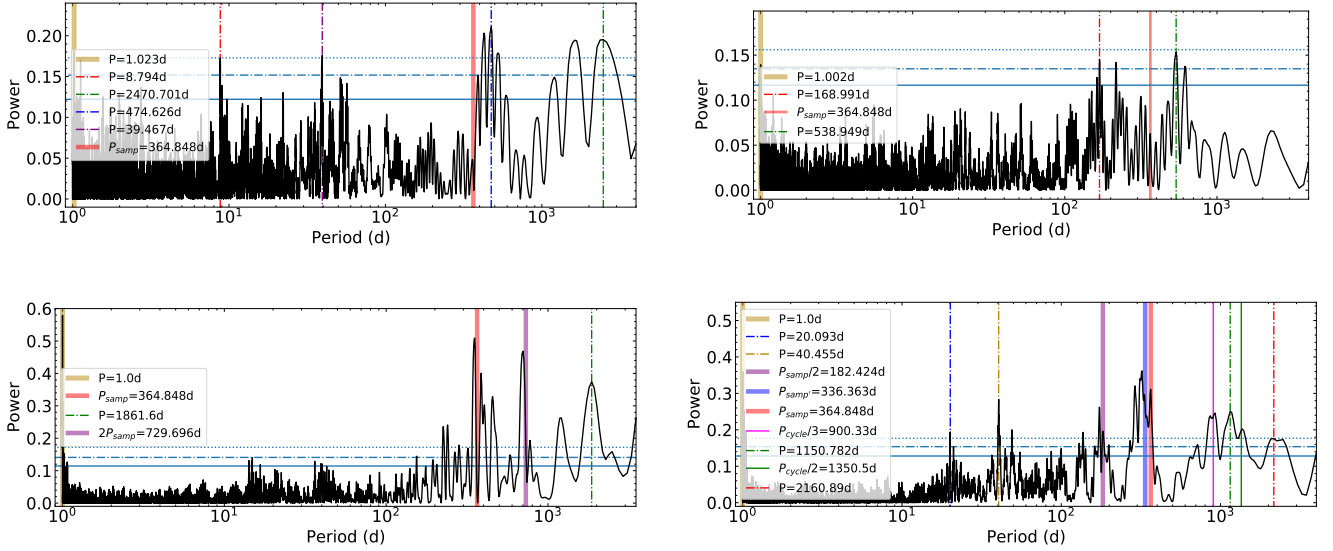 0.20
0.15
0.10
0.05
0.00
Power
P=1.023d
P=8.794d
P=2470.701d
P=474.626d
P=39.467d
P_samp=364.848d
10^0
10^1
10^2
10^3
Period (d)
0.15
0.10
0.05
0.00
Power
P=1.002d
P=168.991d
P_samp=364.848d
P=538.949d
10^0
10^1
10^2
10^3
Period (d)
0.6
0.5
0.4
0.3
0.2
0.1
0.0
Power
P=1.0d
P_samp=364.848d
P=1861.6d
2P_samp=729.696d
10^0
10^1
10^2
10^3
Period (d)
0.5
0.4
0.3
0.2
0.1
0.0
Power
P=1.0d
P=20.093d
P=40.455d
P_samp/2=182.424d
P_samp'=336.363d
P_samp=364.848d
P_cycle/3=900.33d
P=1150.782d
P_cycle/2=1350.5d
P=2160.89d
10^0
10^1
10^2
10^3
Period (d)